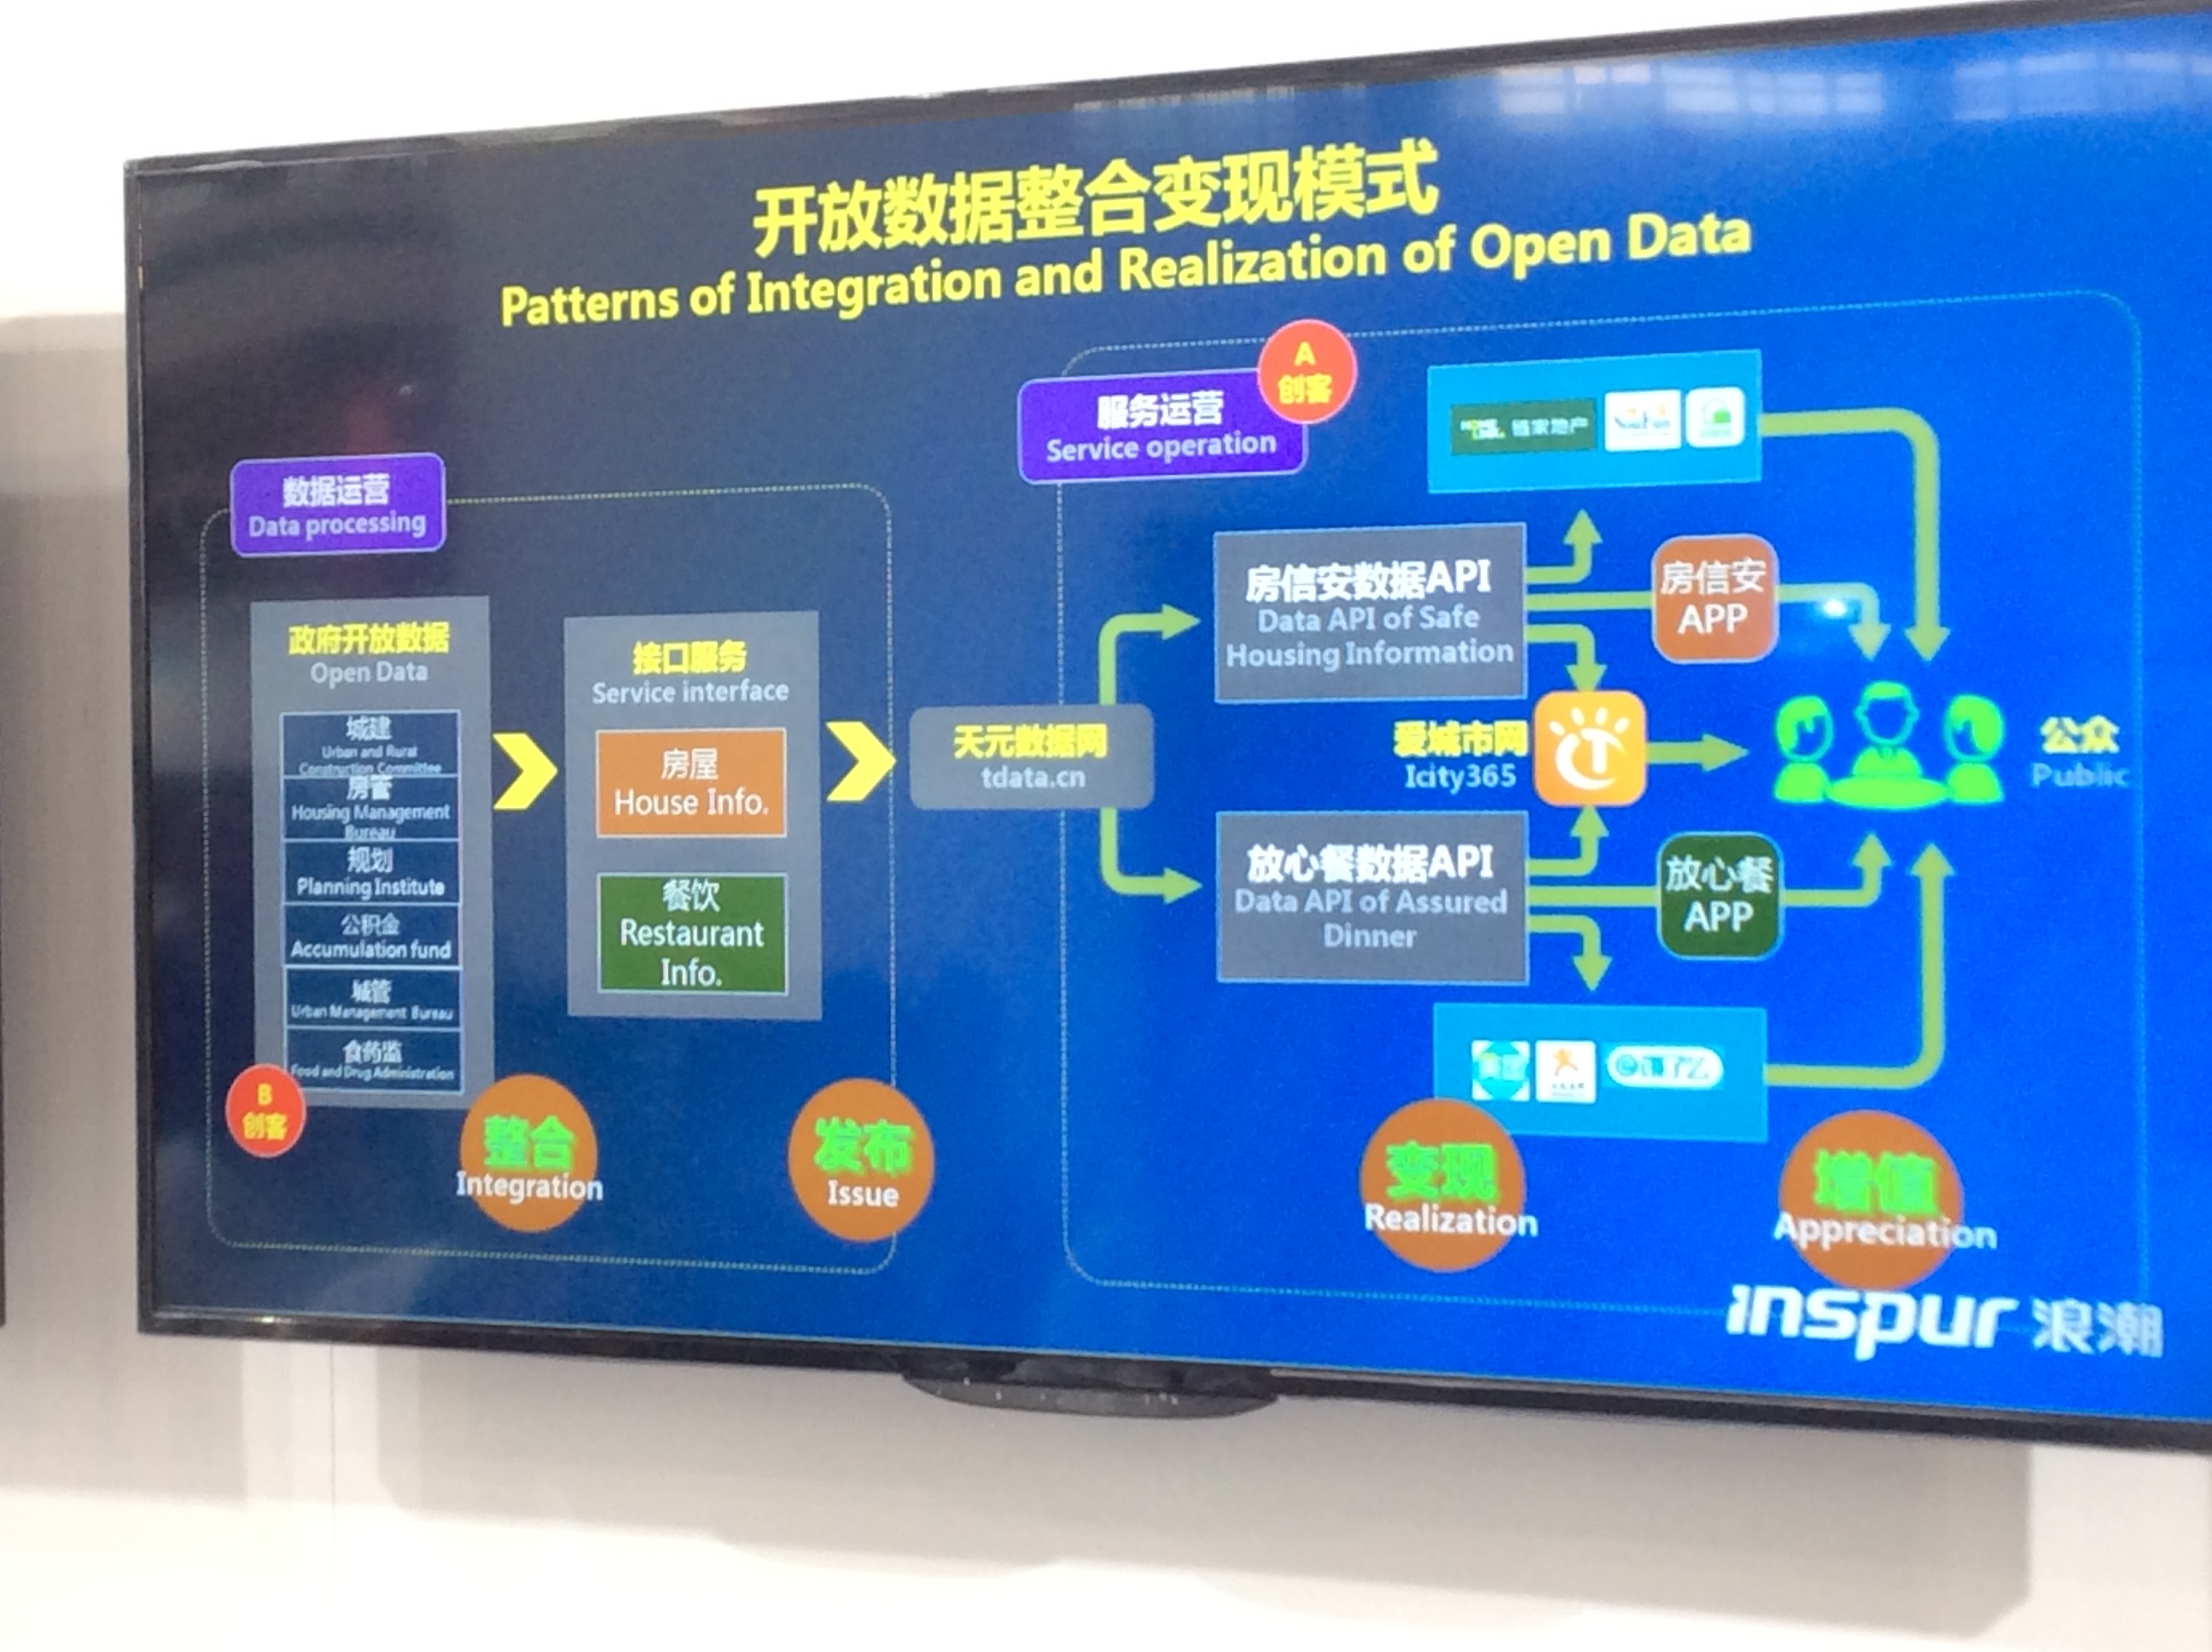 开放数据整合变现模式
Patterns of Integration and Realization of Open Data
数据运营
Data processing
政府开放数据
Open Data
城建
Urban and Rural
Construction Committee
房管
Housing Management
Bureau
规划
Planning Institute
公积金
Accumulation fund
城管
Urban Management Bureau
食药监
Food and Drug Administration
B
创客
接口服务
Service interface
房屋
House Info.
餐饮
Restaurant
Info.
整合
Integration
发布
Issue
天元数据网
tdata.cn
服务运营
Service operation
A
创客
HOME
LINK 链家地产
SouFun
房信安数据API
Data API of Safe
Housing Information
房信安
APP
爱城市网
Icity365
公众
Public
放心餐数据API
Data API of Assured
Dinner
放心餐
APP
变现
Realization
增值
Appreciation
inspur 浪潮